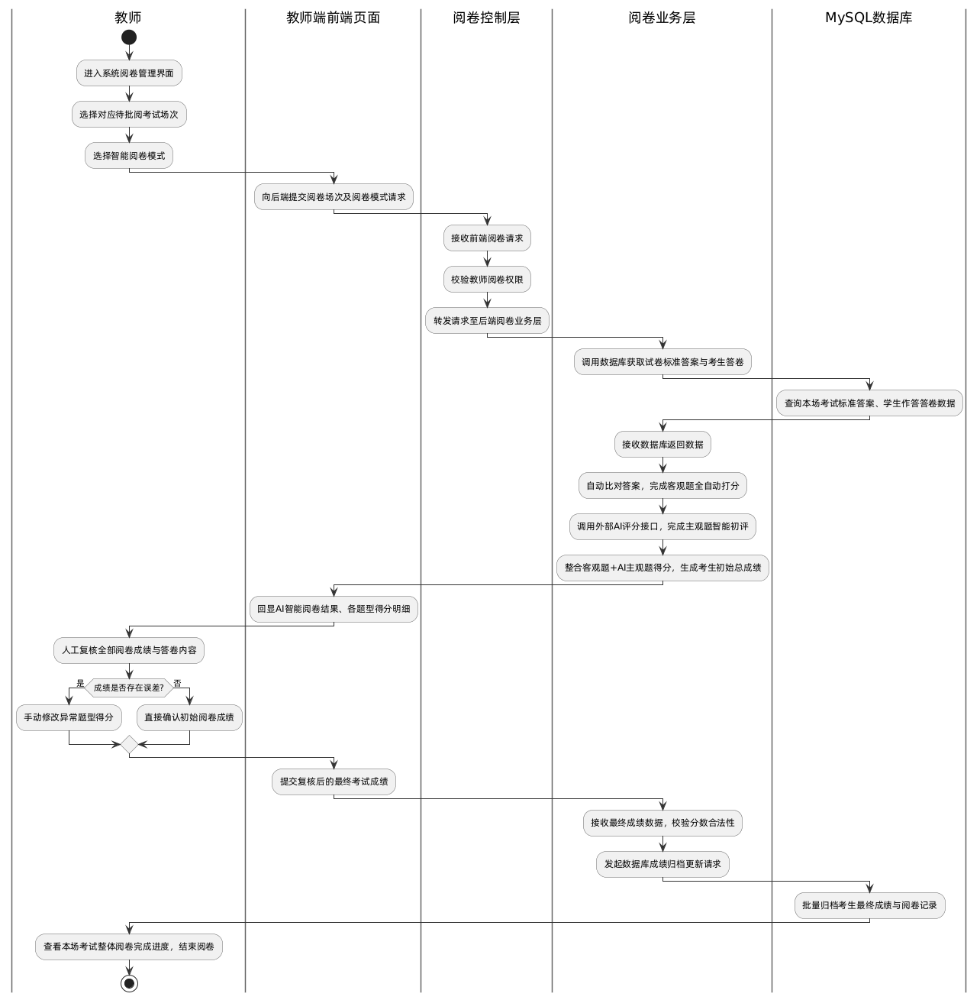 教师
教师端前端页面
阅卷控制层
阅卷业务层
MySQL数据库
进入系统阅卷管理界面
选择对应待批阅考试场次
选择智能阅卷模式
向后端提交阅卷场次及阅卷模式请求
接收前端阅卷请求
校验教师阅卷权限
转发请求至后端阅卷业务层
调用数据库获取试卷标准答案与考生答卷
查询本场考试标准答案、学生作答答卷数据
接收数据库返回数据
自动比对答案，完成客观题全自动打分
调用外部AI评分接口，完成主观题智能初评
整合客观题+AI主观题得分，生成考生初始总成绩
回显AI智能阅卷结果、各题型得分明细
人工复核全部阅卷成绩与答卷内容
是
成绩是否存在误差?
否
手动修改异常题型得分
直接确认初始阅卷成绩
提交复核后的最终考试成绩
接收最终成绩数据，校验分数合法性
发起数据库成绩归档更新请求
批量归档考生最终成绩与阅卷记录
查看本场考试整体阅卷完成进度，结束阅卷